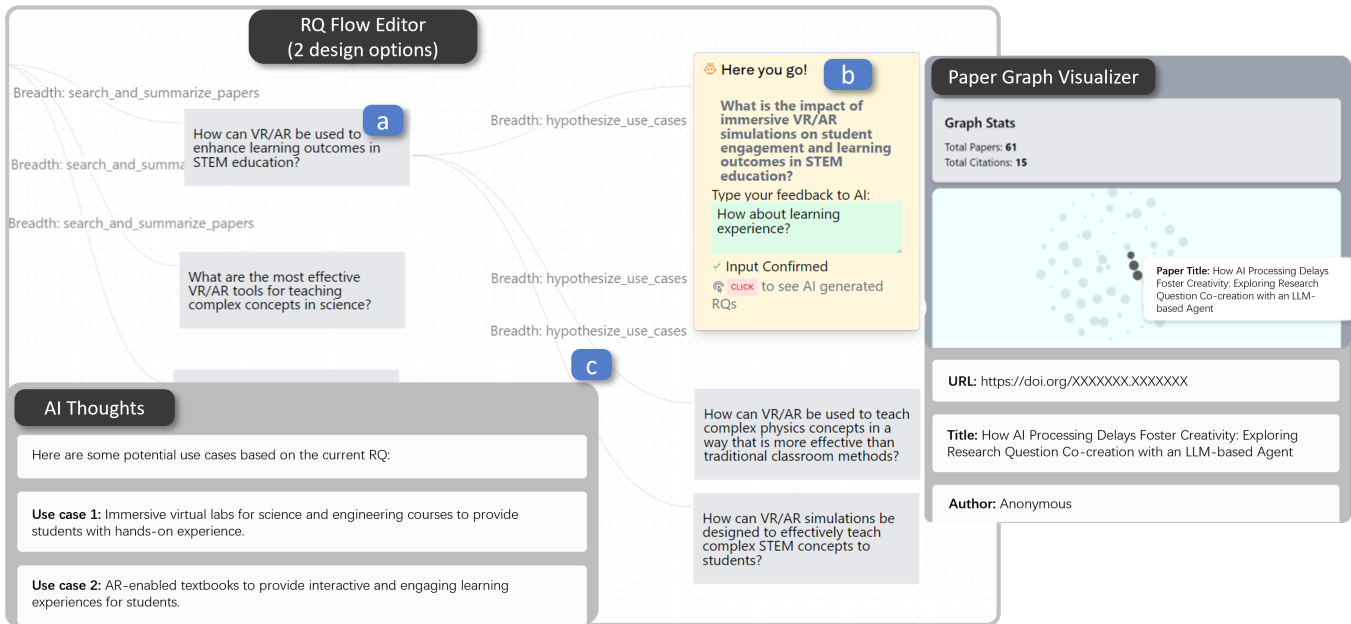 RQ Flow Editor
(2 design options)
Breadth: search_and_summarize_papers
a
How can VR/AR be used to
enhance learning outcomes in
STEM education?
Breadth: search_and_summa
Breadth: search_and_summarize_papers
What are the most effective
VR/AR tools for teaching
complex concepts in science?
Breadth: hypothesize_use_cases
Breadth: hypothesize_use_cases
Breadth: hypothesize_use_cases
c
Here you go!
b
What is the impact of
immersive VR/AR
simulations on student
engagement and learning
outcomes in STEM
education?
Type your feedback to AI:
How about learning
experience?
Input Confirmed
CLICK to see AI generated
RQs
How can VR/AR be used to teach
complex physics concepts in a
way that is more effective than
traditional classroom methods?
How can VR/AR simulations be
designed to effectively teach
complex STEM concepts to
students?
AI Thoughts
Here are some potential use cases based on the current RQ:
Use case 1: Immersive virtual labs for science and engineering courses to provide
students with hands-on experience.
Use case 2: AR-enabled textbooks to provide interactive and engaging learning
experiences for students.
Paper Graph Visualizer
Graph Stats
Total Papers: 61
Total Citations: 15
Paper Title: How AI Processing Delays
Foster Creativity: Exploring Research
Question Co-creation with an LLM-
based Agent
URL: https://doi.org/XXXXXXX.XXXXXXX
Title: How AI Processing Delays Foster Creativity: Exploring
Research Question Co-creation with an LLM-based Agent
Author: Anonymous